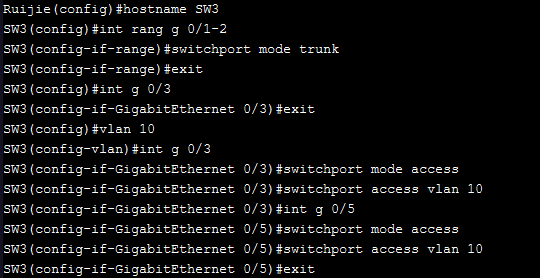 Ruijie(config)#hostname SW3
SW3(config)#int rang g 0/1-2
SW3(config-if-range)#switchport mode trunk
SW3(config-if-range)#exit
SW3(config)#int g 0/3
SW3(config-if-GigabitEthernet 0/3)#exit
SW3(config)#vlan 10
SW3(config-vlan)#int g 0/3
SW3(config-if-GigabitEthernet 0/3)#switchport mode access
SW3(config-if-GigabitEthernet 0/3)#switchport access vlan 10
SW3(config-if-GigabitEthernet 0/3)#int g 0/5
SW3(config-if-GigabitEthernet 0/5)#switchport mode access
SW3(config-if-GigabitEthernet 0/5)#switchport access vlan 10
SW3(config-if-GigabitEthernet 0/5)#exit